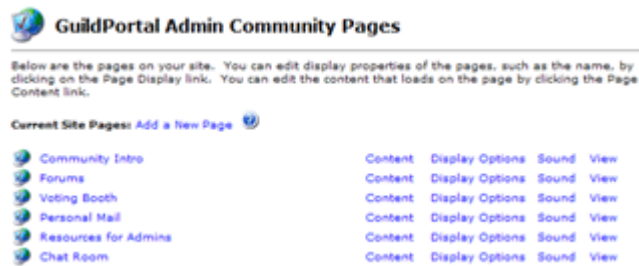 GuildPortal Admin Community Pages
Below are the pages on your site. You can edit display properties of the pages, such as the name, by
clicking on the Page Display link. You can edit the content that loads on the page by clicking the Page
Content link.
Current Site Pages: Add a New Page
Community Intro Content Display Options Sound View
Forums Content Display Options Sound View
Voting Booth Content Display Options Sound View
Personal Mail Content Display Options Sound View
Resources for Admins Content Display Options Sound View
Chat Room Content Display Options Sound View